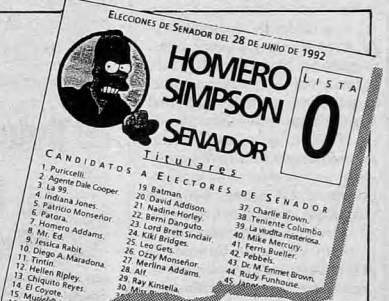 ELECCIONES DE SENADOR DEL 28 DE JUNIO DE 1992
HOMERO
SIMPSON
SENADOR
LISTA
0
Titulares
CANDIDATOS A ELECTORES DE SENADOR
1. Puriccelli.
2. Agente Dale Cooper.
3. La 99.
4. Indiana Jones.
5. Patricio Monseñor.
6. Patora.
7. Homero Addams.
8. Mr. Ed.
9. Jessica Rabit.
10. Diego A. Maradona.
11. Tintin.
12. Hellen Ripley.
13. Chiquito Reyes.
14. El Coyote.
19. Batman.
20. David Addison.
21. Nadine Horley.
22. Berni Danguto.
23. Lord Brett Sinclair.
24. Kiki Bridges.
25. Leo Gets.
26. Ozzy Monseñor.
27. Merlina Addams.
28. Alf.
29. Ray Kinsella.
30. Miss
37. Charlie Brown.
38. Teniente Columbo.
39. La viudita misteriosa.
40. Mike Mercury.
41. Ferris Bueller.
42. Pebbels.
43. Dr. M. Emmet Brown.
44. Rudy Funhouse.
45.